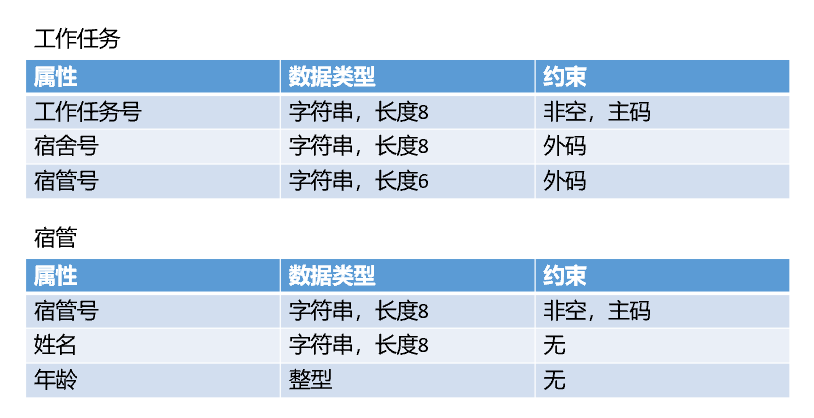 工作任务
属性 数据类型 约束
工作任务号 字符串，长度8 非空，主码
宿舍号 字符串，长度8 外码
宿管号 字符串，长度6 外码
宿管
属性 数据类型 约束
宿管号 字符串，长度8 非空，主码
姓名 字符串，长度8 无
年龄 整型 无